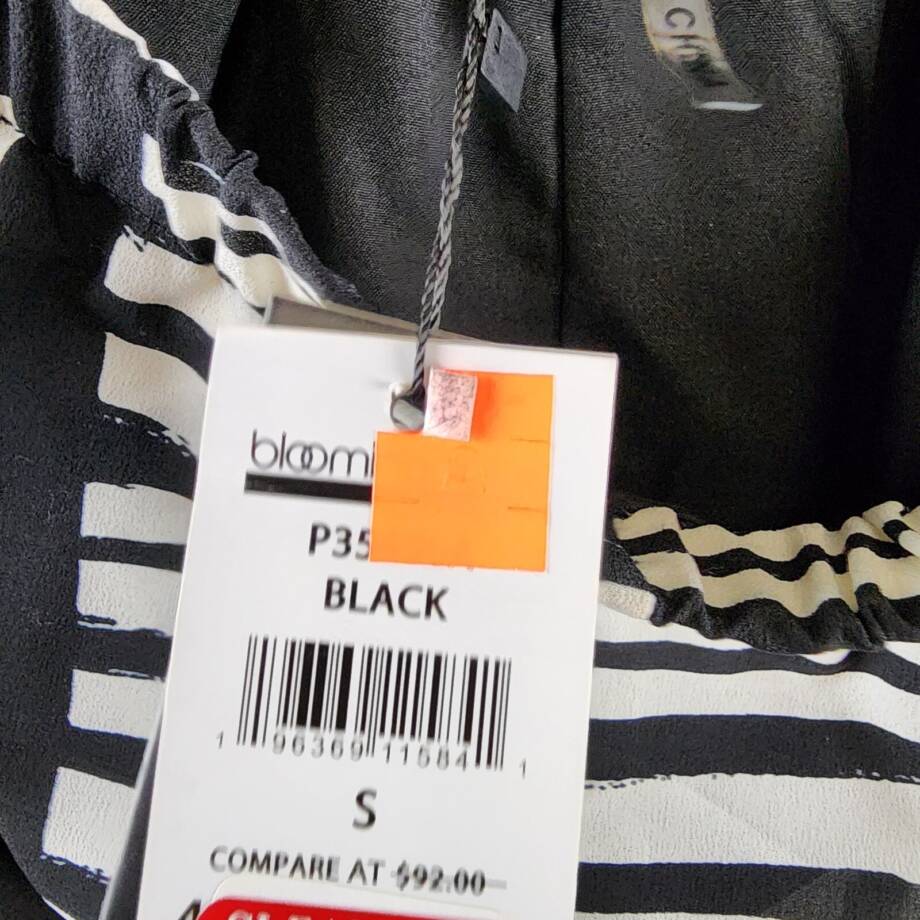 bloomi
P35
BLACK
1 96369 11584 1
S
COMPARE AT $92.00